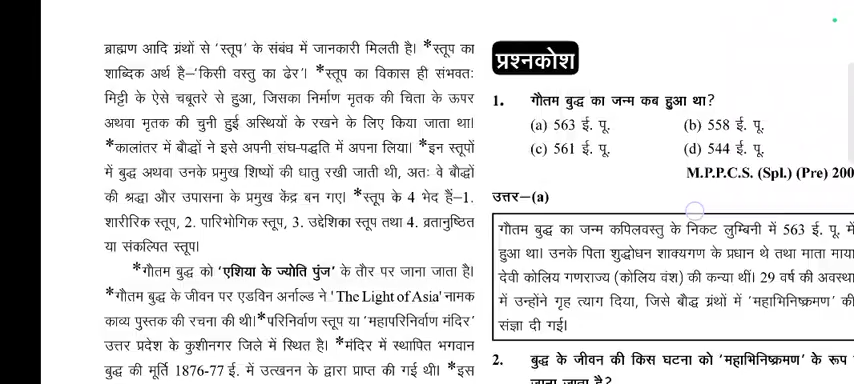 ब्राह्मण आदि ग्रंथों से 'स्तूप' के संबंध में जानकारी मिलती है। *स्तूप का
शाब्दिक अर्थ है–'किसी वस्तु का ढेर'। *स्तूप का विकास ही संभवतः
मिट्टी के ऐसे चबूतरे से हुआ, जिसका निर्माण मृतक की चिता के ऊपर
अथवा मृतक की चुनी हुई अस्थियों के रखने के लिए किया जाता था।
*कालांतर में बौद्धों ने इसे अपनी संघ-पद्धति में अपना लिया। *इन स्तूपों
में बुद्ध अथवा उनके प्रमुख शिष्यों की धातु रखी जाती थी, अतः वे बौद्धों
की श्रद्धा और उपासना के प्रमुख केंद्र बन गए। *स्तूप के 4 भेद हैं–1.
शारीरिक स्तूप, 2. पारिभोगिक स्तूप, 3. उद्देशिका स्तूप तथा 4. व्रतानुष्ठित
या संकल्पित स्तूप।
*गौतम बुद्ध को 'एशिया के ज्योति पुंज' के तौर पर जाना जाता है।
*गौतम बुद्ध के जीवन पर एडविन अर्नाल्ड ने 'The Light of Asia' नामक
काव्य पुस्तक की रचना की थी। *परिनिर्वाण स्तूप या 'महापरिनिर्वाण मंदिर'
उत्तर प्रदेश के कुशीनगर जिले में स्थित है। *मंदिर में स्थापित भगवान
बुद्ध की मूर्ति 1876-77 ई. में उत्खनन के द्वारा प्राप्त की गई थी। *इस
प्रश्नकोश
1. गौतम बुद्ध का जन्म कब हुआ था?
(a) 563 ई. पू. (b) 558 ई. पू.
(c) 561 ई. पू. (d) 544 ई. पू.
M.P.P.C.S. (Spl.) (Pre) 200
उत्तर–(a)
गौतम बुद्ध का जन्म कपिलवस्तु के निकट लुम्बिनी में 563 ई. पू. में
हुआ था। उनके पिता शुद्धोधन शाक्यगण के प्रधान थे तथा माता माया
देवी कोलिय गणराज्य (कोलिय वंश) की कन्या थीं। 29 वर्ष की अवस्था
में उन्होंने गृह त्याग दिया, जिसे बौद्ध ग्रंथों में 'महाभिनिष्क्रमण' की
संज्ञा दी गई।
2. बुद्ध के जीवन की किस घटना को 'महाभिनिष्क्रमण' के रूप
जाना जाता है?